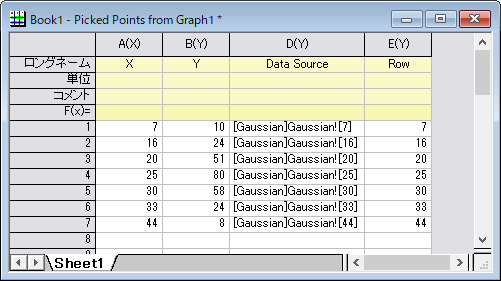 Book1 - Picked Points from Graph1 *
A(X) B(Y) D(Y) E(Y)
ロングネーム X Y Data Source Row
単位
コメント
F(x)=
1 7 10 [Gaussian]Gaussian![7] 7
2 16 24 [Gaussian]Gaussian![16] 16
3 20 51 [Gaussian]Gaussian![20] 20
4 25 80 [Gaussian]Gaussian![25] 25
5 30 58 [Gaussian]Gaussian![30] 30
6 33 24 [Gaussian]Gaussian![33] 33
7 44 8 [Gaussian]Gaussian![44] 44
8
Sheet1